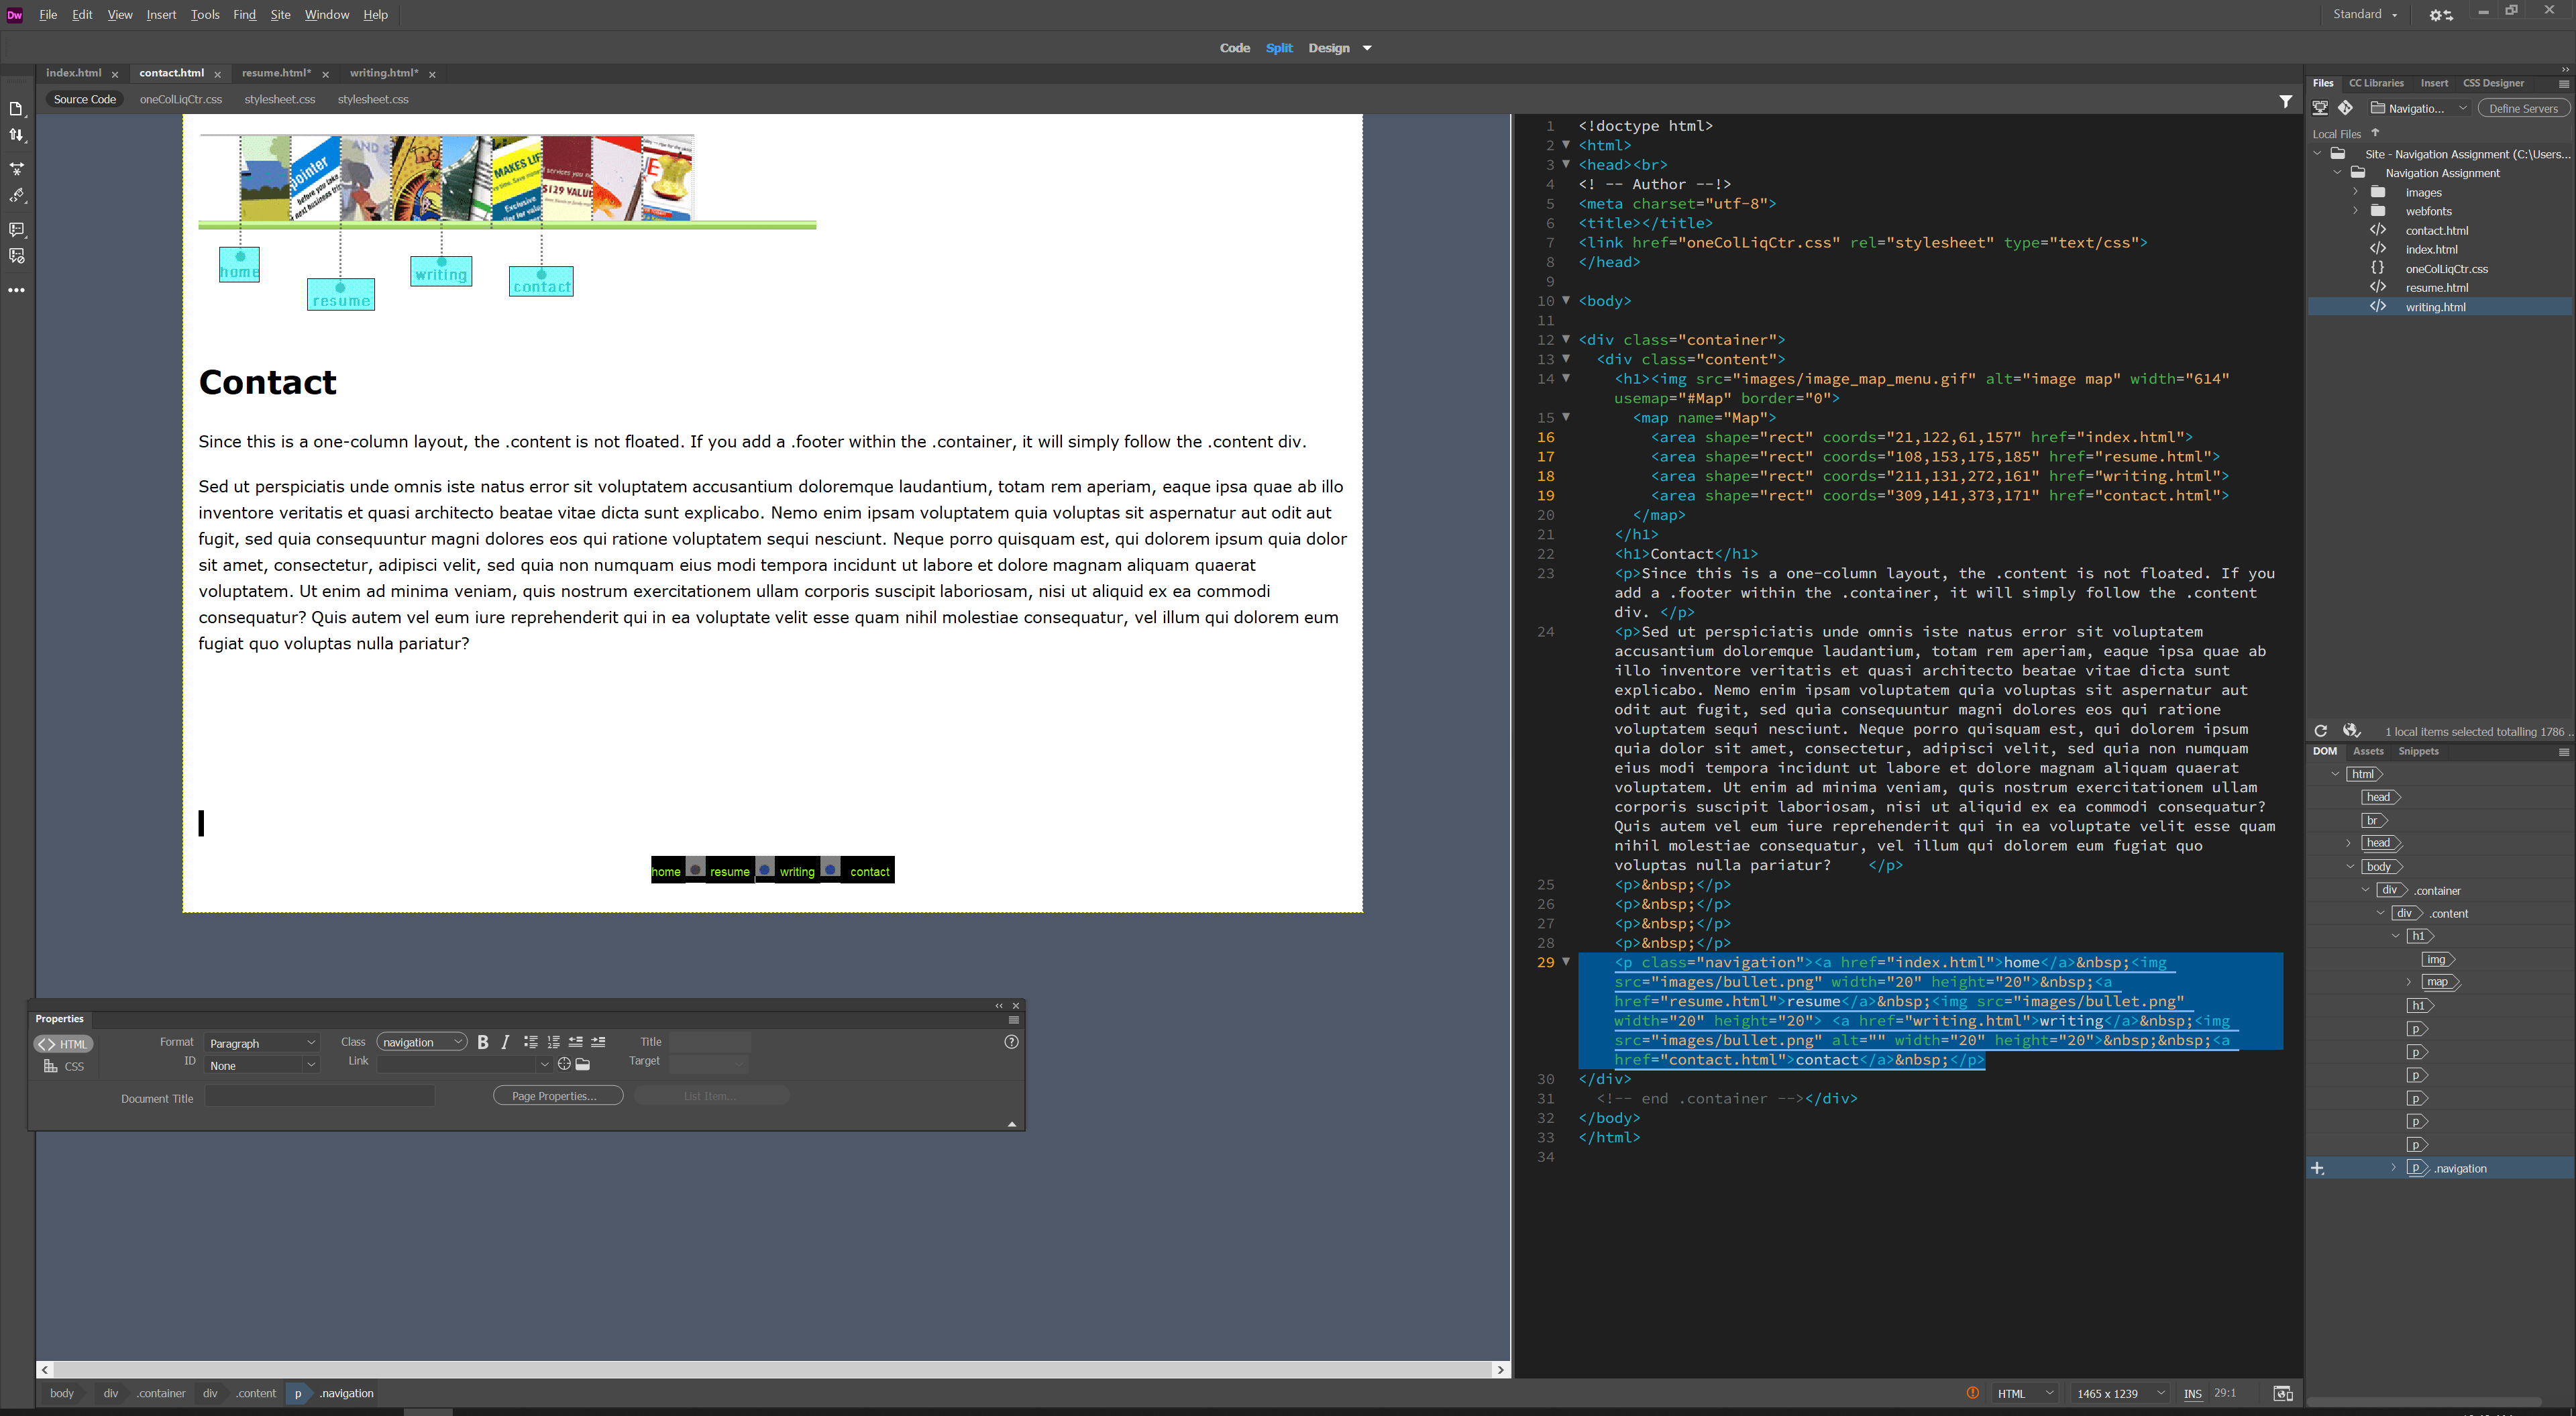 Dw File Edit View Insert Tools Find Site Window Help Standard
Code Split Design
index.html contact.html resume.html* writing.html*
Source Code oneColLiqCtr.css stylesheet.css stylesheet.css
pointer
before you take
next business
AND S
MAKES LIF
Exclusive
services you n
$129 VALU
home
resume
writing
contact
Contact
Since this is a one-column layout, the .content is not floated. If you add a .footer within the .container, it will simply follow the .content div.
Sed ut perspiciatis unde omnis iste natus error sit voluptatem accusantium doloremque laudantium, totam rem aperiam, eaque ipsa quae ab illo
inventore veritatis et quasi architecto beatae vitae dicta sunt explicabo. Nemo enim ipsam voluptatem quia voluptas sit aspernatur aut odit aut
fugit, sed quia consequuntur magni dolores eos qui ratione voluptatem sequi nesciunt. Neque porro quisquam est, qui dolorem ipsum quia dolor
sit amet, consectetur, adipisci velit, sed quia non numquam eius modi tempora incidunt ut labore et dolore magnam aliquam quaerat
voluptatem. Ut enim ad minima veniam, quis nostrum exercitationem ullam corporis suscipit laboriosam, nisi ut aliquid ex ea commodi
consequatur? Quis autem vel eum iure reprehenderit qui in ea voluptate velit esse quam nihil molestiae consequatur, vel illum qui dolorem eum
fugiat quo voluptas nulla pariatur?
home resume writing contact
Properties
HTML Format Paragraph Class navigation B I Title
CSS ID None Link Target
Document Title Page Properties... List Item...
body div .container div .content p .navigation
1 <!doctype html>
2 <html>
3 <head><br>
4 <! -- Author --!>
5 <meta charset="utf-8">
6 <title></title>
7 <link href="oneColLiqCtr.css" rel="stylesheet" type="text/css">
8 </head>
9
10 <body>
11
12 <div class="container">
13 <div class="content">
14 <h1><img src="images/image_map_menu.gif" alt="image map" width="614"
usemap="#Map" border="0">
15 <map name="Map">
16 <area shape="rect" coords="21,122,61,157" href="index.html">
17 <area shape="rect" coords="108,153,175,185" href="resume.html">
18 <area shape="rect" coords="211,131,272,161" href="writing.html">
19 <area shape="rect" coords="309,141,373,171" href="contact.html">
20 </map>
21 </h1>
22 <h1>Contact</h1>
23 <p>Since this is a one-column layout, the .content is not floated. If you
add a .footer within the .container, it will simply follow the .content
div. </p>
24 <p>Sed ut perspiciatis unde omnis iste natus error sit voluptatem
accusantium doloremque laudantium, totam rem aperiam, eaque ipsa quae ab
illo inventore veritatis et quasi architecto beatae vitae dicta sunt
explicabo. Nemo enim ipsam voluptatem quia voluptas sit aspernatur aut
odit aut fugit, sed quia consequuntur magni dolores eos qui ratione
voluptatem sequi nesciunt. Neque porro quisquam est, qui dolorem ipsum
quia dolor sit amet, consectetur, adipisci velit, sed quia non numquam
eius modi tempora incidunt ut labore et dolore magnam aliquam quaerat
voluptatem. Ut enim ad minima veniam, quis nostrum exercitationem ullam
corporis suscipit laboriosam, nisi ut aliquid ex ea commodi consequatur?
Quis autem vel eum iure reprehenderit qui in ea voluptate velit esse quam
nihil molestiae consequatur, vel illum qui dolorem eum fugiat quo
voluptas nulla pariatur? </p>
25 <p>&nbsp;</p>
26 <p>&nbsp;</p>
27 <p>&nbsp;</p>
28 <p>&nbsp;</p>
29 <p class="navigation"><a href="index.html">home</a>&nbsp;<img
src="images/bullet.png" width="20" height="20">&nbsp;<a
href="resume.html">resume</a>&nbsp;<img src="images/bullet.png"
width="20" height="20"> <a href="writing.html">writing</a>&nbsp;<img
src="images/bullet.png" alt="" width="20" height="20">&nbsp;&nbsp;<a
href="contact.html">contact</a>&nbsp;</p>
30 </div>
31 <!-- end .container --></div>
32 </body>
33 </html>
34
HTML 1465 x 1239 INS 29:1
Files CC Libraries Insert CSS Designer
Navigatio... Define Servers
Local Files
Site - Navigation Assignment (C:\Users...
Navigation Assignment
images
webfonts
contact.html
index.html
oneColLiqCtr.css
resume.html
writing.html
1 local items selected totalling 1786 ..
DOM Assets Snippets
html
head
br
head
body
div .container
div .content
h1
img
map
h1
p
p
p
p
p
p
p .navigation